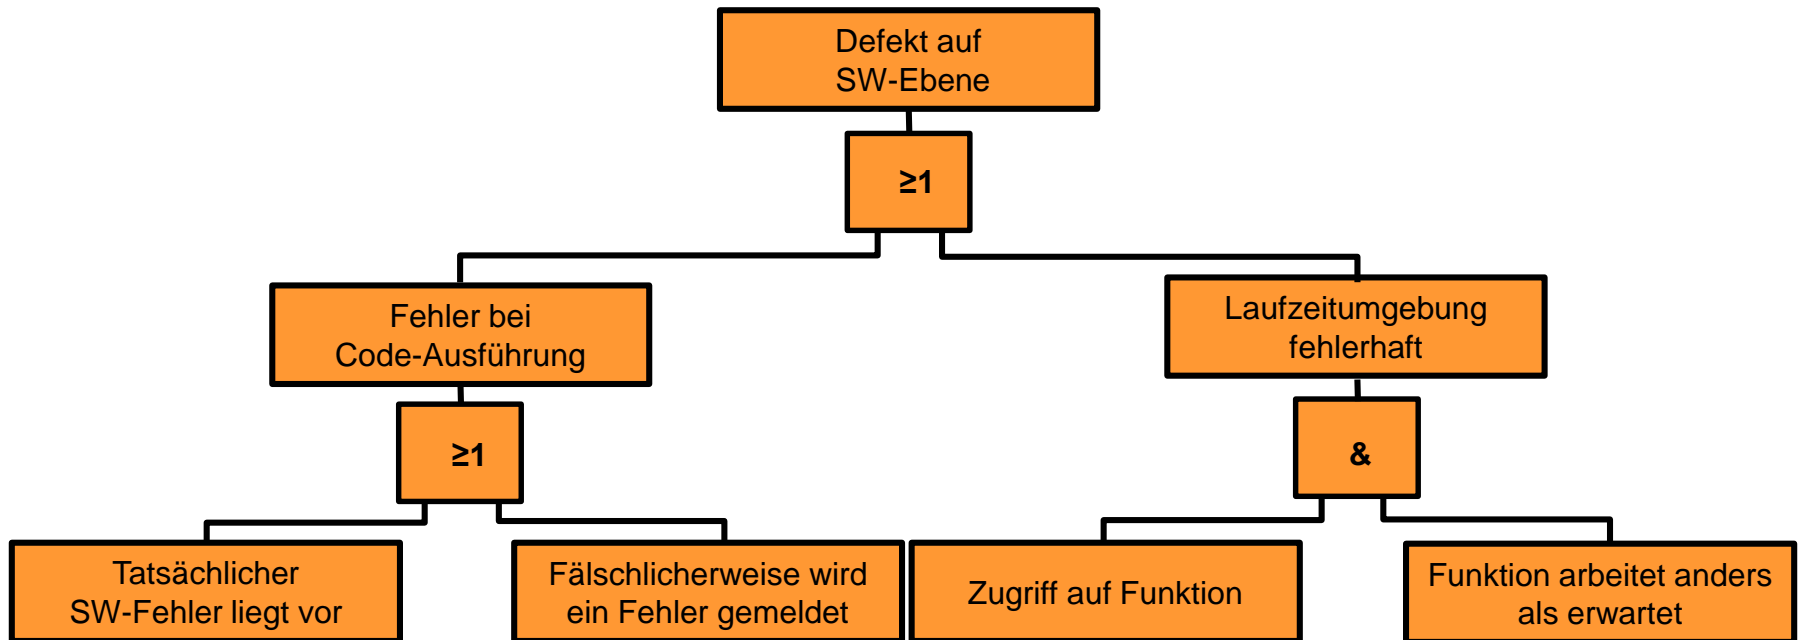 Defekt auf
SW-Ebene
≥1
Fehler bei
Code-Ausführung
Laufzeitumgebung
fehlerhaft
≥1
&
Tatsächlicher
SW-Fehler liegt vor
Fälschlicherweise wird
ein Fehler gemeldet
Zugriff auf Funktion
Funktion arbeitet anders
als erwartet